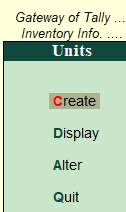 Gateway of Tally ...
Inventory Info. ....
Units
Create
Display
Alter
Quit